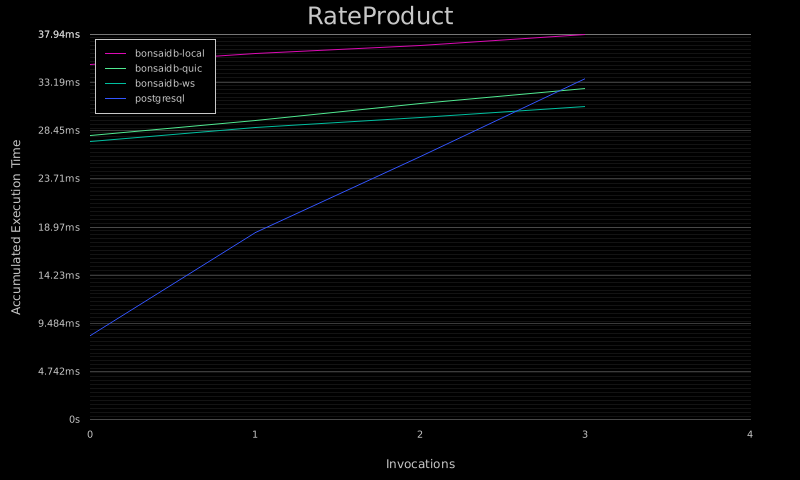 RateProduct
37.94ms
33.19ms
28.45ms
23.71ms
18.97ms
14.23ms
9.484ms
4.742ms
0s
bonsaidb-local
bonsaidb-quic
bonsaidb-ws
postgresql
Accumulated Execution Time
0 1 2 3 4
Invocations